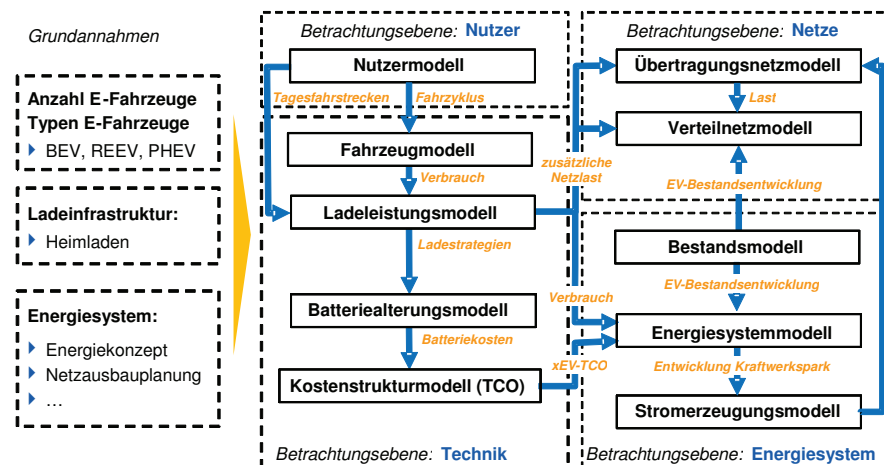 Grundannahmen
Anzahl E-Fahrzeuge
Typen E-Fahrzeuge
BEV, REEV, PHEV
Ladeinfrastruktur:
Heimladen
Energiesystem:
Energiekonzept
Netzausbauplanung
…
Betrachtungsebene: Nutzer
Nutzermodell
Tagesfahrstrecken
Fahrzyklus
Fahrzeugmodell
Verbrauch
Ladeleistungsmodell
Ladestrategien
Batteriealterungsmodell
Batteriekosten
Kostenstrukturmodell (TCO)
Betrachtungsebene: Technik
zusätzliche
Netzlast
Verbrauch
xEV-TCO
Betrachtungsebene: Netze
Übertragungsnetzmodell
Last
Verteilnetzmodell
EV-Bestandsentwicklung
Bestandsmodell
EV-Bestandsentwicklung
Energiesystemmodell
Entwicklung Kraftwerkspark
Stromerzeugungsmodell
Betrachtungsebene: Energiesystem